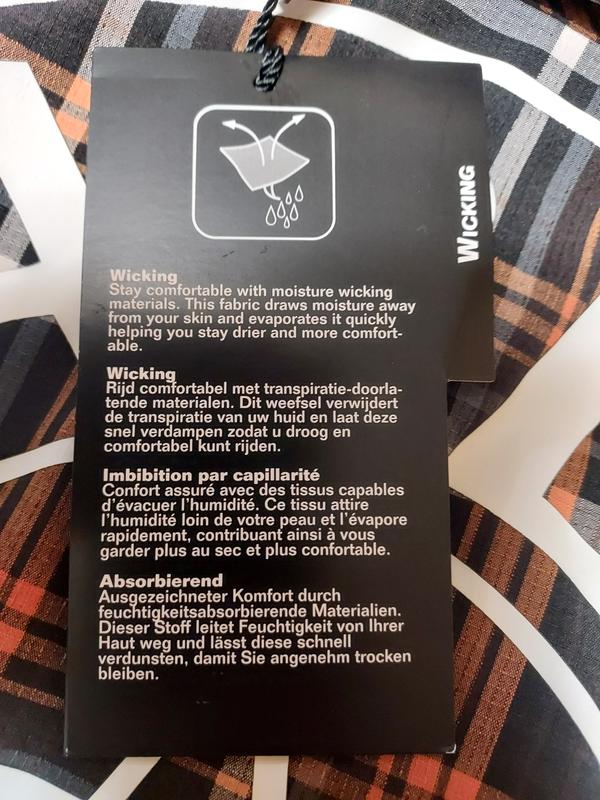 WICKING
Wicking
Stay comfortable with moisture wicking
materials. This fabric draws moisture away
from your skin and evaporates it quickly
helping you stay drier and more comfort-
able.
Wicking
Rijd comfortabel met transpiratie-doorla-
tende materialen. Dit weefsel verwijdert
de transpiratie van uw huid en laat deze
snel verdampen zodat u droog en
comfortabel kunt rijden.
Imbibition par capillarité
Confort assuré avec des tissus capables
d'évacuer l'humidité. Ce tissu attire
l'humidité loin de votre peau et l'évapore
rapidement, contribuant ainsi à vous
garder plus au sec et plus confortable.
Absorbierend
Ausgezeichneter Komfort durch
feuchtigkeitsabsorbierende Materialien.
Dieser Stoff leitet Feuchtigkeit von Ihrer
Haut weg und lässt diese schnell
verdunsten, damit Sie angenehm trocken
bleiben.